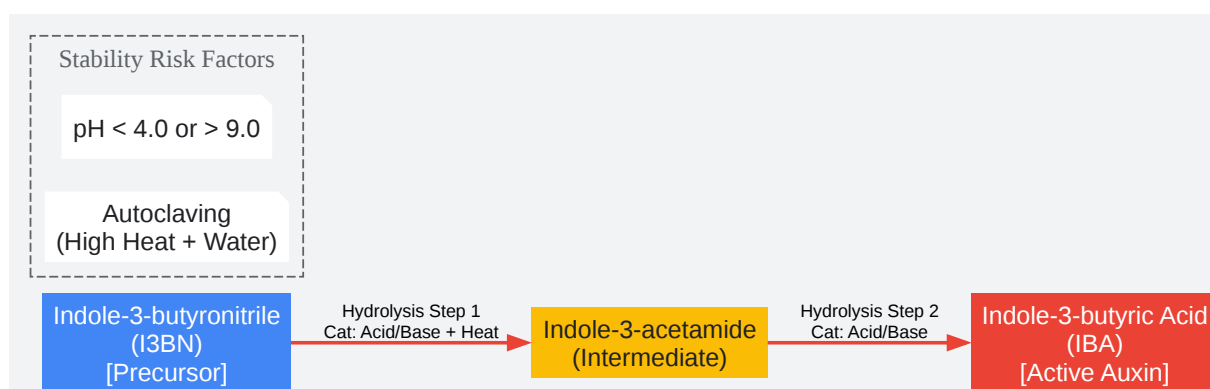 Stability Risk Factors
pH < 4.0 or > 9.0
Autoclaving
(High Heat + Water)
Indole-3-butyronitrile
(I3BN)
[Precursor]
Hydrolysis Step 1
Cat: Acid/Base + Heat
Indole-3-acetamide
(Intermediate)
Hydrolysis Step 2
Cat: Acid/Base
Indole-3-butyric Acid
(IBA)
[Active Auxin]